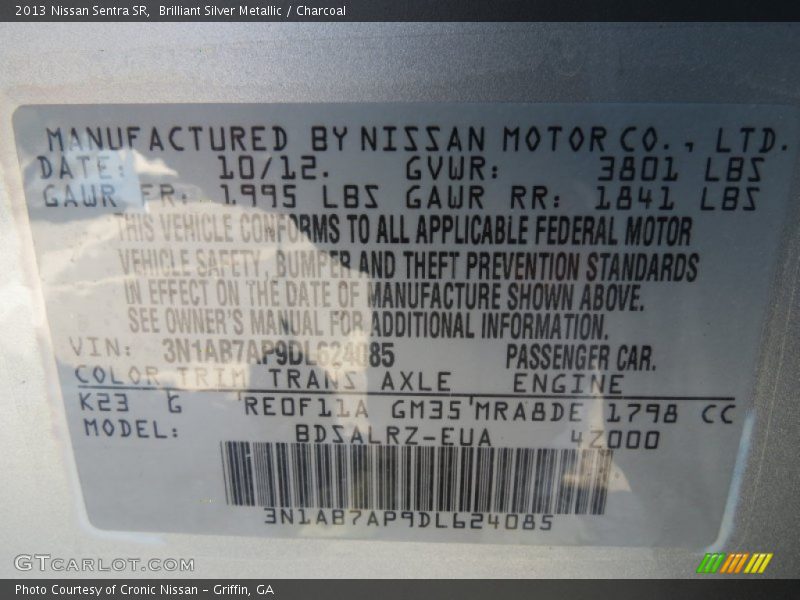 2013 Nissan Sentra SR, Brilliant Silver Metallic / Charcoal
MANUFACTURED BY NISSAN MOTOR CO., LTD.
DATE: 10/12. GVWR: 3801 LBS
GAWR FR: 1995 LBS GAWR RR: 1841 LBS
THIS VEHICLE CONFORMS TO ALL APPLICABLE FEDERAL MOTOR
VEHICLE SAFETY, BUMPER AND THEFT PREVENTION STANDARDS
IN EFFECT ON THE DATE OF MANUFACTURE SHOWN ABOVE.
SEE OWNER'S MANUAL FOR ADDITIONAL INFORMATION.
VIN: 3N1AB7AP9DL624085 PASSENGER CAR.
COLOR TRIM TRANS AXLE ENGINE
K23 G 'RE0F11A GM35'MRA8DE 1798 CC
MODEL: BDSALRZ-EUA 4Z000
3N1AB7AP9DL624085
GTCARLOT.COM
Photo Courtesy of Cronic Nissan - Griffin, GA